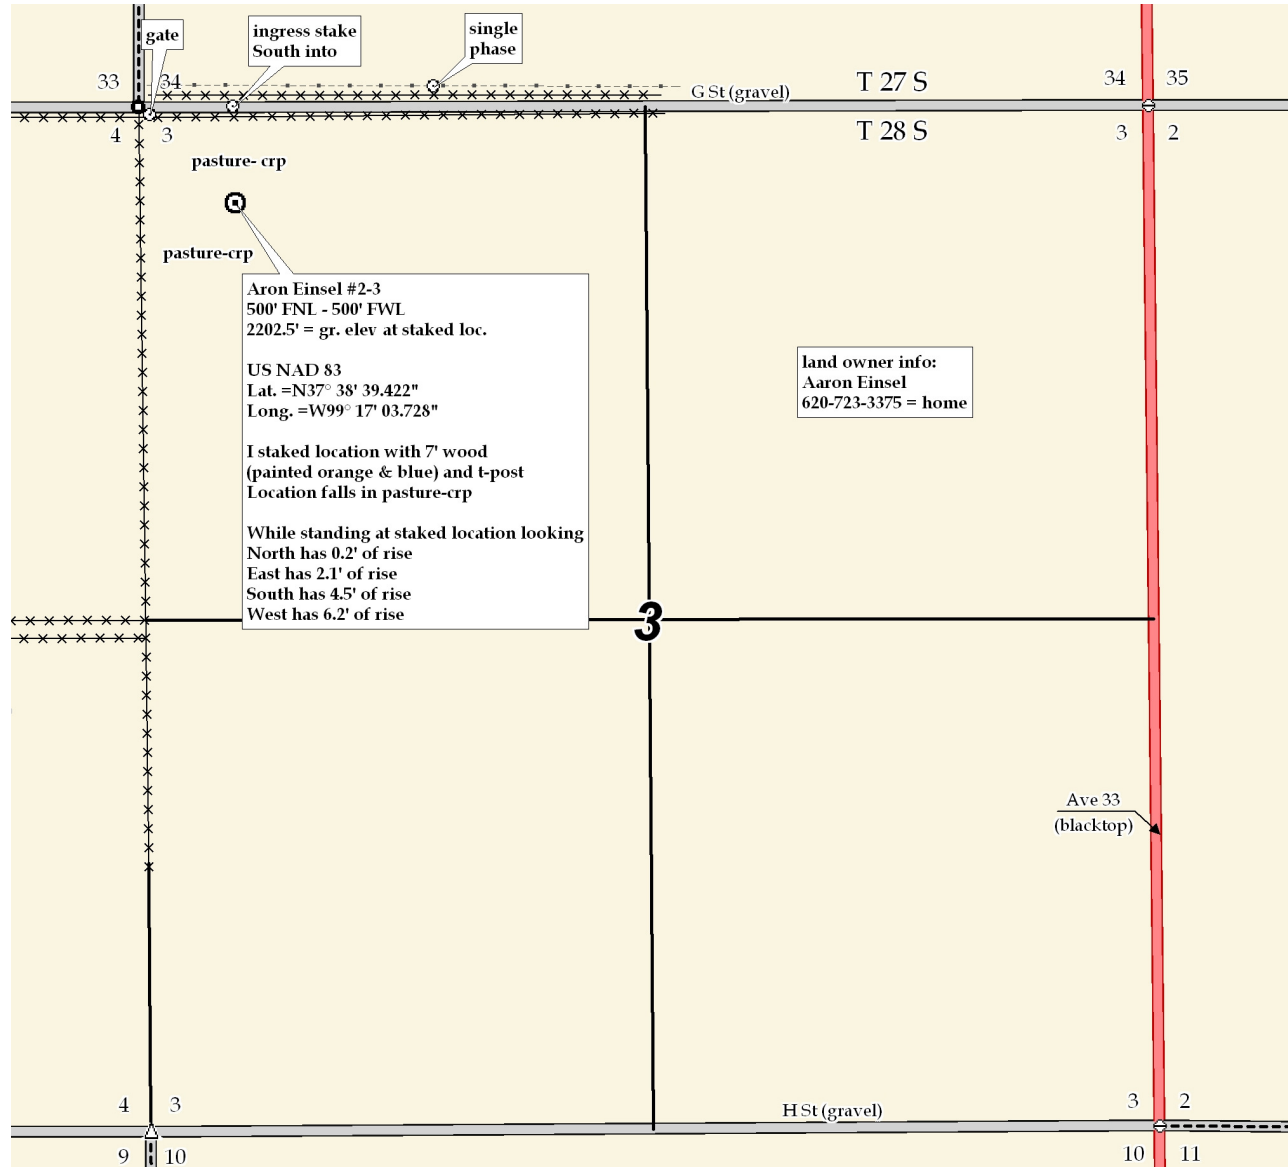 gate
ingress stake
South into
single
phase
33
34
G St (gravel)
T 27 S
34
35
4
3
T 28 S
3
2
pasture- crp
pasture-crp
Aron Einsel #2-3
500' FNL - 500' FWL
2202.5' = gr. elev at staked loc.
US NAD 83
Lat. =N37° 38' 39.422"
Long. =W99° 17' 03.728"
I staked location with 7' wood
(painted orange & blue) and t-post
Location falls in pasture-crp
While standing at staked location looking
North has 0.2' of rise
East has 2.1' of rise
South has 4.5' of rise
West has 6.2' of rise
land owner info:
Aaron Einsel
620-723-3375 = home
3
Ave 33
(blacktop)
4
3
H St (gravel)
3
2
9
10
10
11